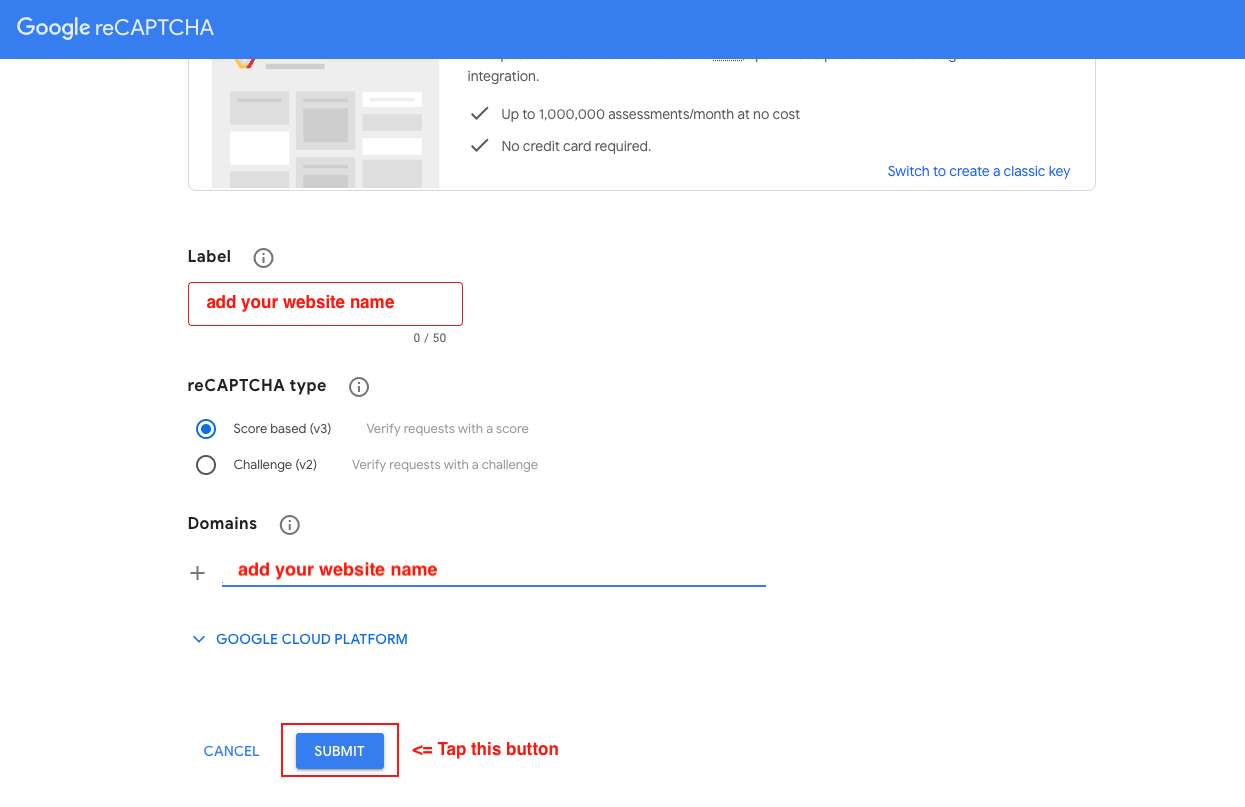 Google reCAPTCHA
integration.
Up to 1,000,000 assessments/month at no cost
No credit card required.
Switch to create a classic key
Label
add your website name
0 / 50
reCAPTCHA type
Score based (v3) Verify requests with a score
Challenge (v2) Verify requests with a challenge
Domains
add your website name
GOOGLE CLOUD PLATFORM
CANCEL SUBMIT <= Tap this button